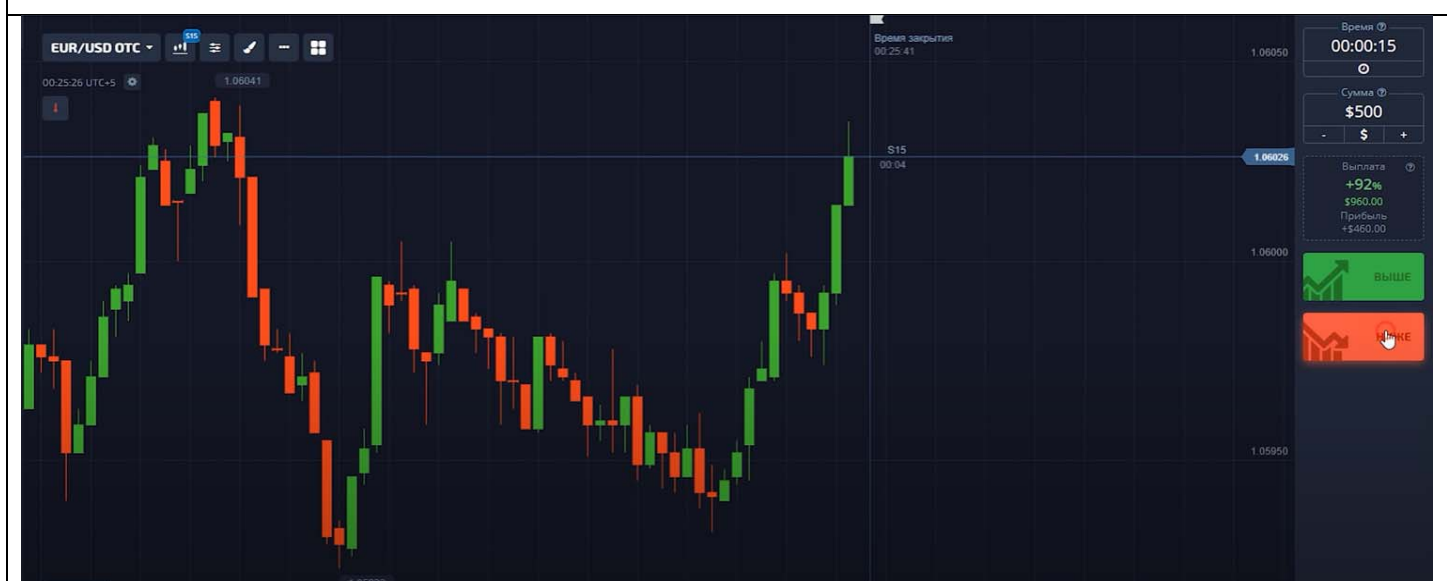 EUR/USD OTC
S15
00:25:26 UTC+5
1.06041
Время закрытия
00:25:41
S15
00:04
1.06050
1.06026
1.06000
1.05950
Время
00:00:15
Сумма
$500
- $ +
Выплата
+92%
$960.00
Прибыль
+$460.00
ВЫШЕ